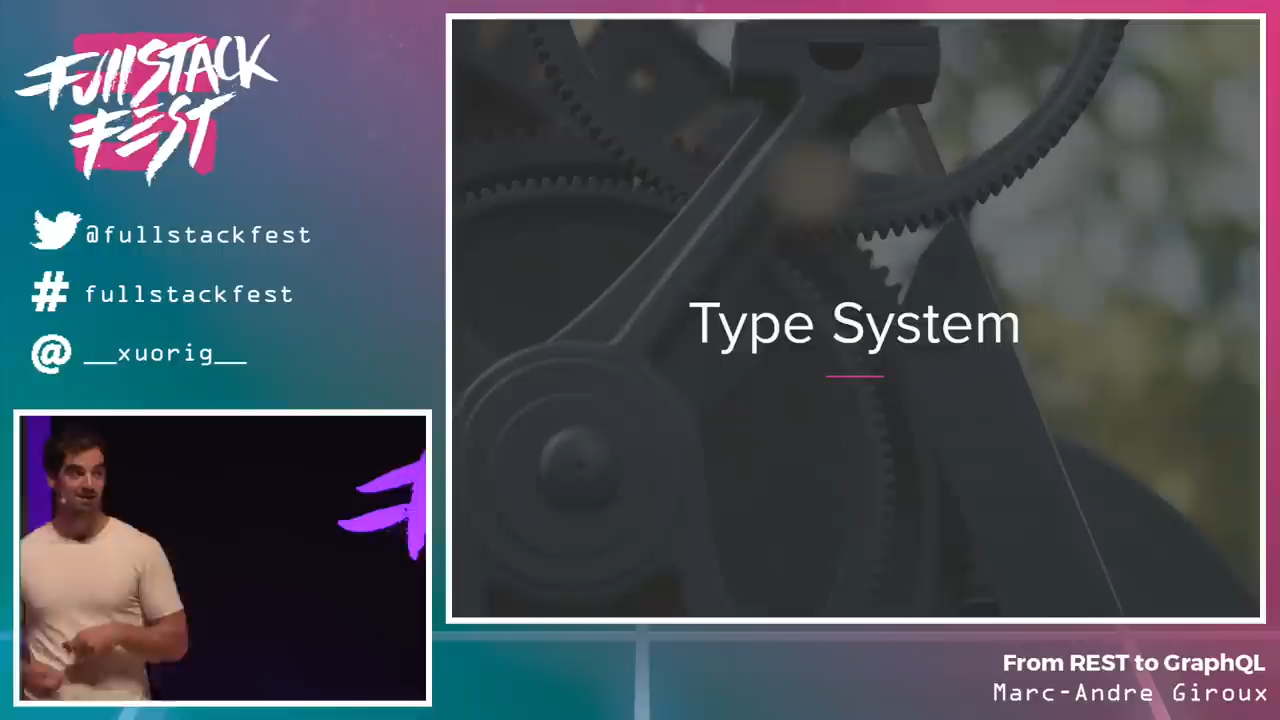 FullSTACK
FEST
@fullstackfest
# fullstackfest
@ __xuorig__
Type System
From REST to GraphQL
Marc-Andre Giroux